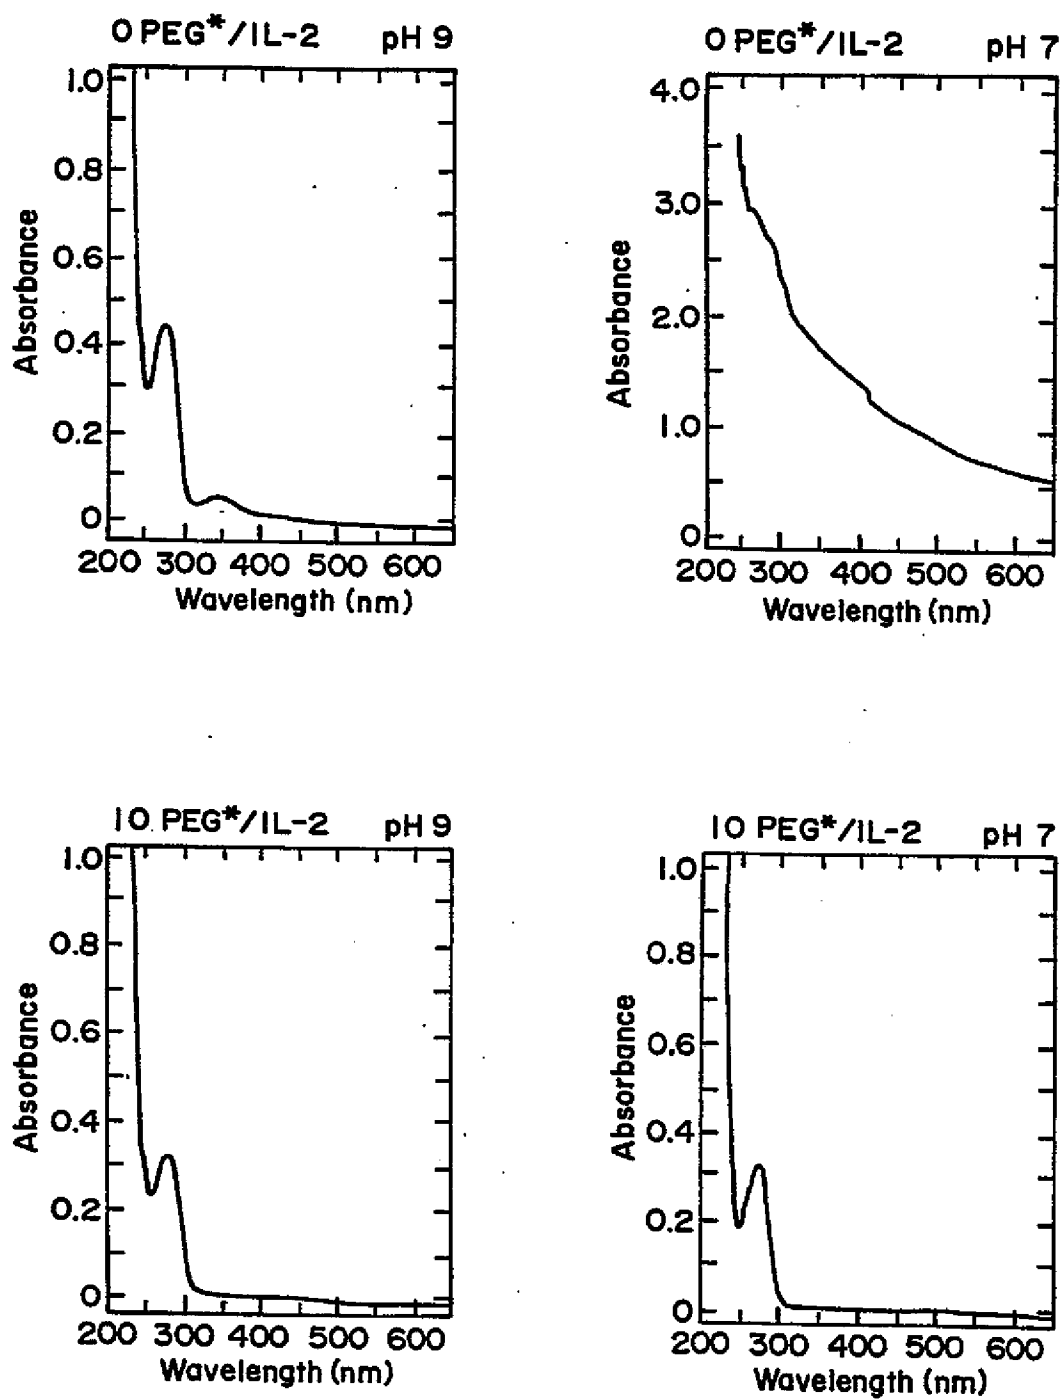 0 PEG*/IL-2 pH 9
1.0
0.8
0.6
0.4
0.2
0
Absorbance
200 300 400 500 600
Wavelength (nm)
0 PEG*/IL-2 pH 7
4.0
3.0
2.0
1.0
0
Absorbance
200 300 400 500 600
Wavelength (nm)
10 PEG*/IL-2 pH 9
1.0
0.8
0.6
0.4
0.2
0
Absorbance
200 300 400 500 600
Wavelength (nm)
10 PEG*/IL-2 pH 7
1.0
0.8
0.6
0.4
0.2
0
Absorbance
200 300 400 500 600
Wavelength (nm)